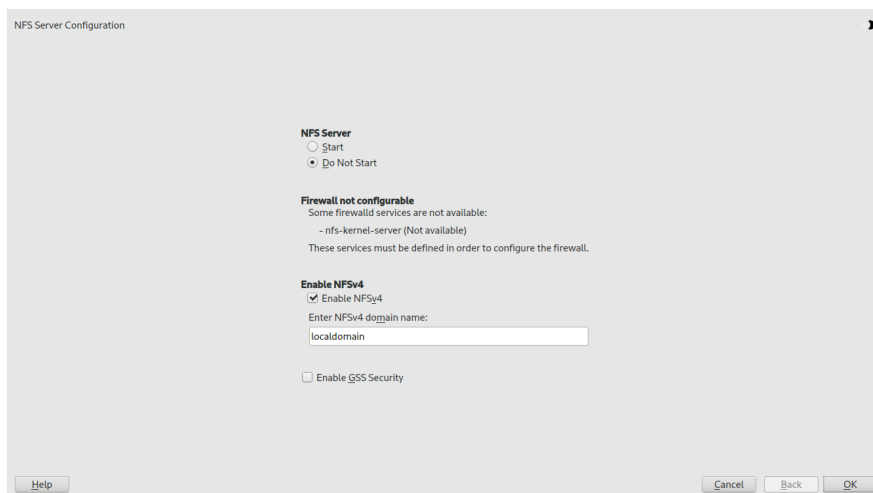 NFS Server Configuration
NFS Server
Start
Do Not Start
Firewall not configurable
Some firewalld services are not available:
- nfs-kernel-server (Not available)
These services must be defined in order to configure the firewall.
Enable NFSv4
Enable NFSv4
Enter NFSv4 domain name:
localdomain
Enable GSS Security
Help
Cancel
Back
OK